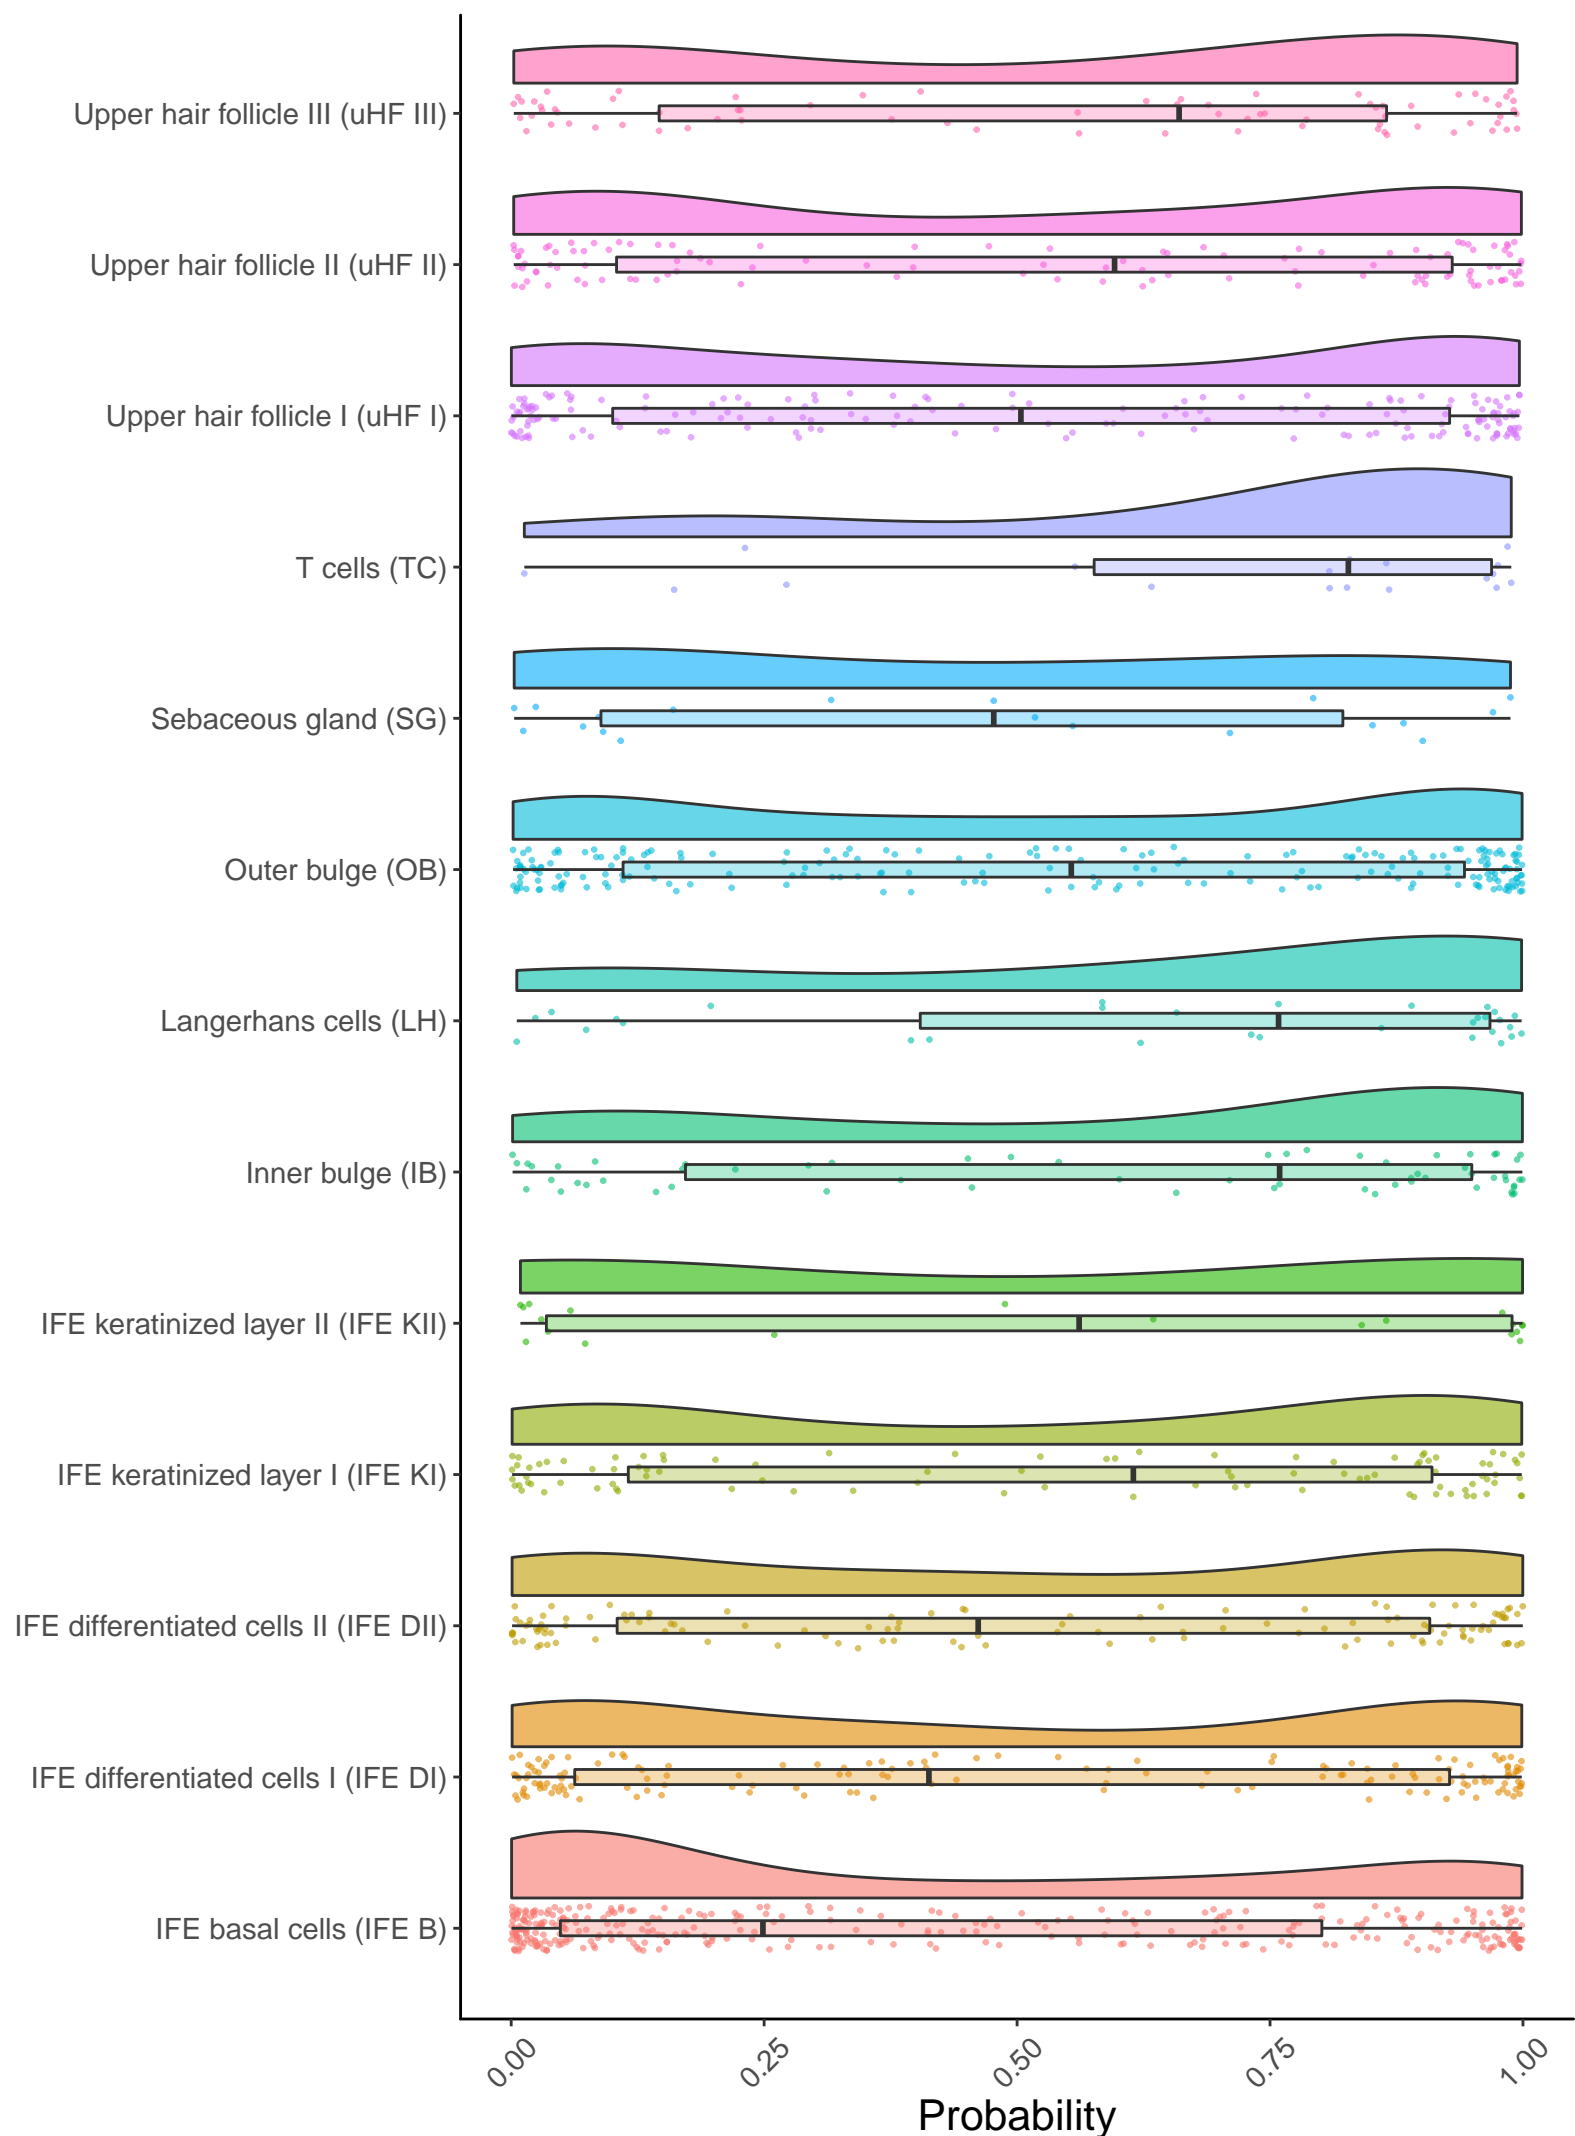 Upper hair follicle III (uHF III)
Upper hair follicle II (uHF II)
Upper hair follicle I (uHF I)
T cells (TC)
Sebaceous gland (SG)
Outer bulge (OB)
Langerhans cells (LH)
Inner bulge (IB)
IFE keratinized layer II (IFE KII)
IFE keratinized layer I (IFE KI)
IFE differentiated cells II (IFE DII)
IFE differentiated cells I (IFE DI)
IFE basal cells (IFE B)
0.00 0.25 0.50 0.75 1.00
Probability